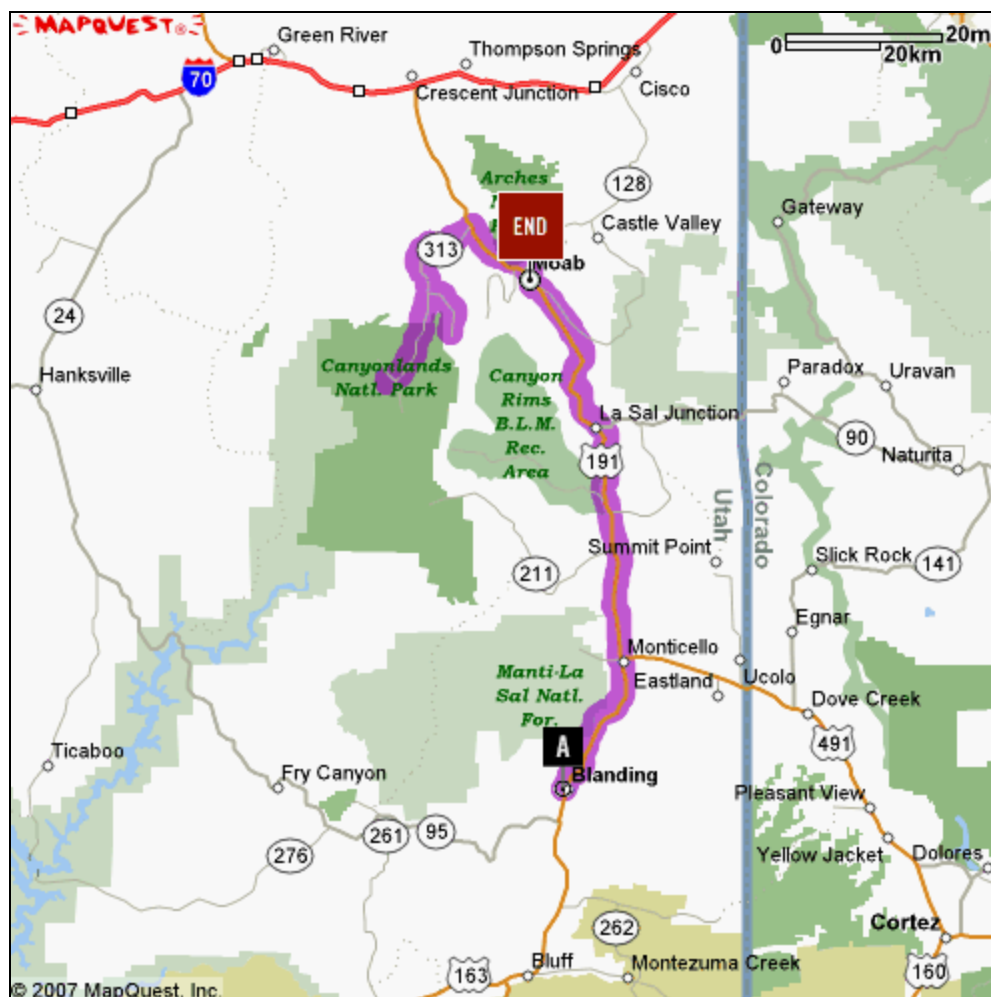 MAPQUEST®
Green River
Thompson Springs
0 20mi
20km
70
Crescent Junction
Cisco
Arches
128
END
Castle Valley
Gateway
313
Moab
24
Hanksville
Canyonlands
Natl. Park
Canyon
Rims
B.L.M.
Rec.
Area
Paradox
Uravan
La Sal Junction
90
Naturita
191
Utah
Colorado
Summit Point
211
Slick Rock
141
Egnar
Monticello
Manti-La
Sal Natl.
For.
Eastland
Ucolo
Dove Creek
A
491
Ticaboo
Fry Canyon
Blanding
Pleasant View
261
95
276
Yellow Jacket
Dolores
262
Cortez
163
Bluff
Montezuma Creek
160
© 2007 MapQuest, Inc.